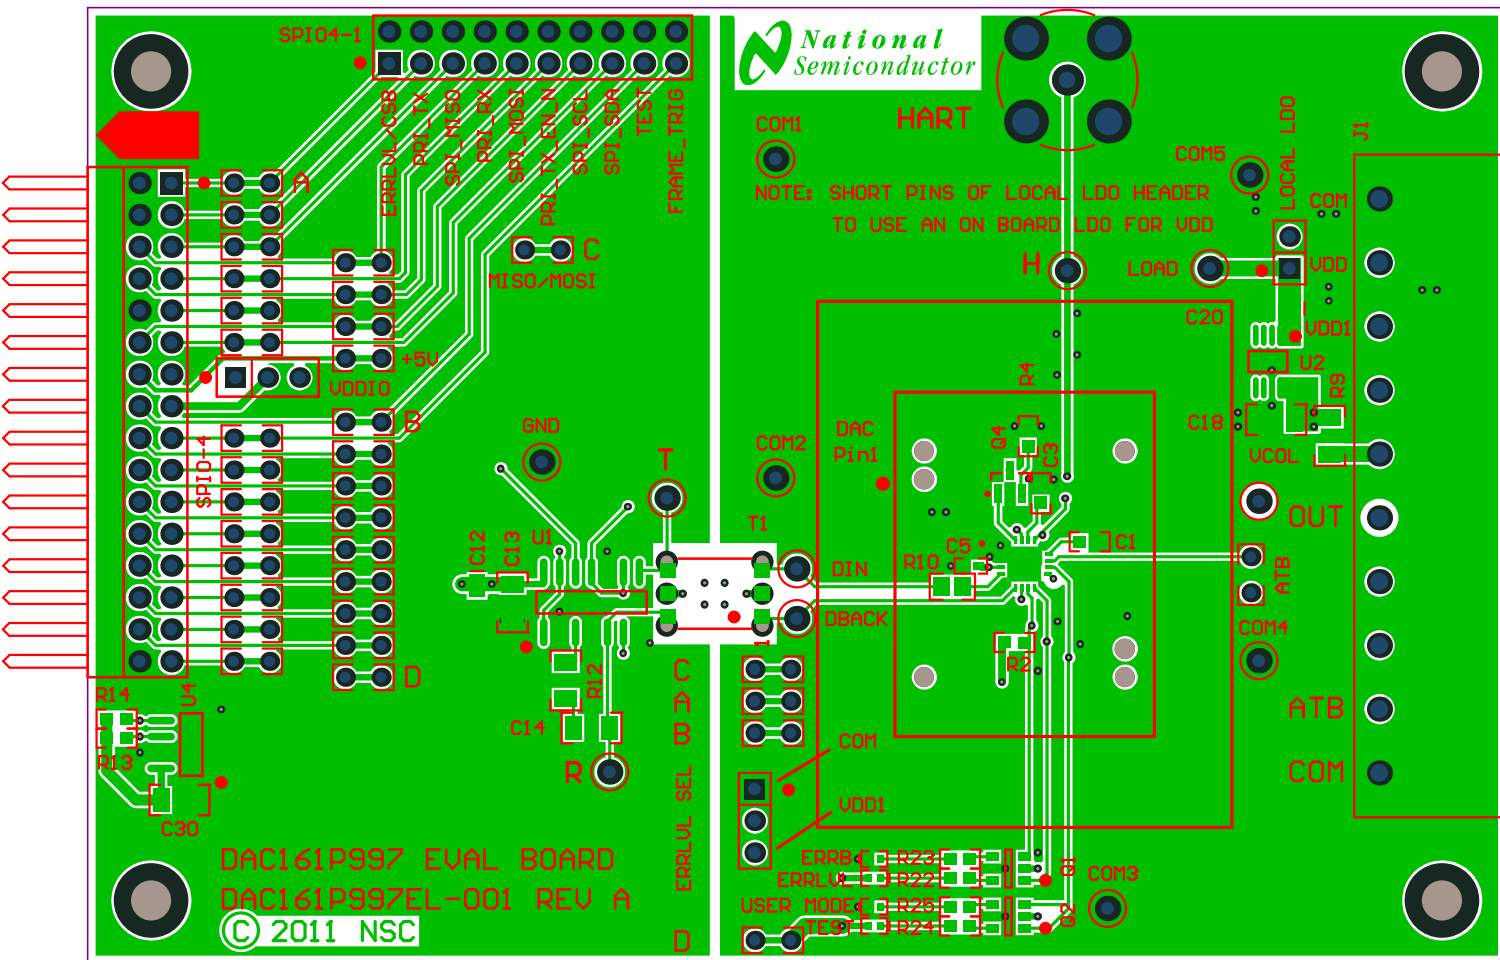 SPIO4-1
National
Semiconductor
HART
COM1
LOCAL LDO
J1
ERRLVL/CSB
PRI_TX
SPI_MISO
PRI_RX
SPI_MOSI
PRI_TX_EN_N
SPI_SCL
SPI_SDA
TEST
FRAME_TRIG
COM5
A
NOTE: SHORT PINS OF LOCAL LDO HEADER
TO USE AN ON BOARD LDO FOR VDD
COM
C
MISO/MOSI
H
LOAD
VDD
C20
VDD1
+5V
VDDIO
R4
U2
R9
B
GND
SPIO-4
T
COM2
DAC
Pin1
Q4
C3
C18
VCOL
OUT
T1
C12
C13
U1
C5
C1
R10
DIN
ATB
DBACK
1
COM4
R2
D
C
A
B
R12
C14
R
R14
U4
R13
C30
ATB
COM
COM
VDD1
ERRLVL SEL
DAC161P997 EVAL BOARD
DAC161P997EL-001 REV A
© 2011 NSC
ERRB
R23
ERRLVL
R22
Q1
USER MODE
R25
TEST
R24
Q2
COM3
D